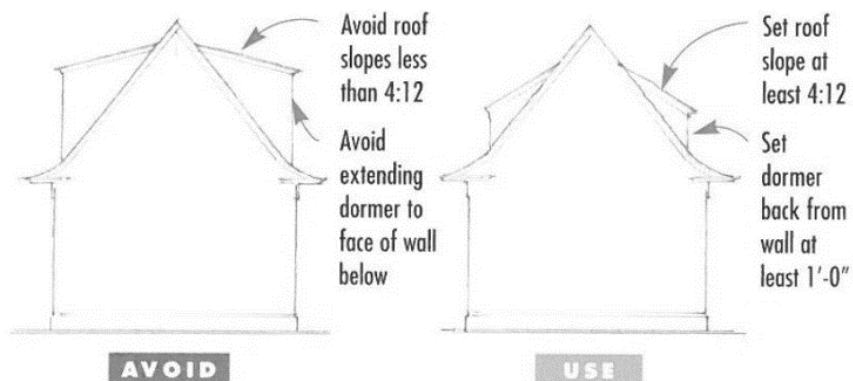 Avoid roof
slopes less
than 4:12
Avoid
extending
dormer to
face of wall
below
AVOID
Set roof
slope at
least 4:12
Set
dormer
back from
wall at
least 1'-0"
USE